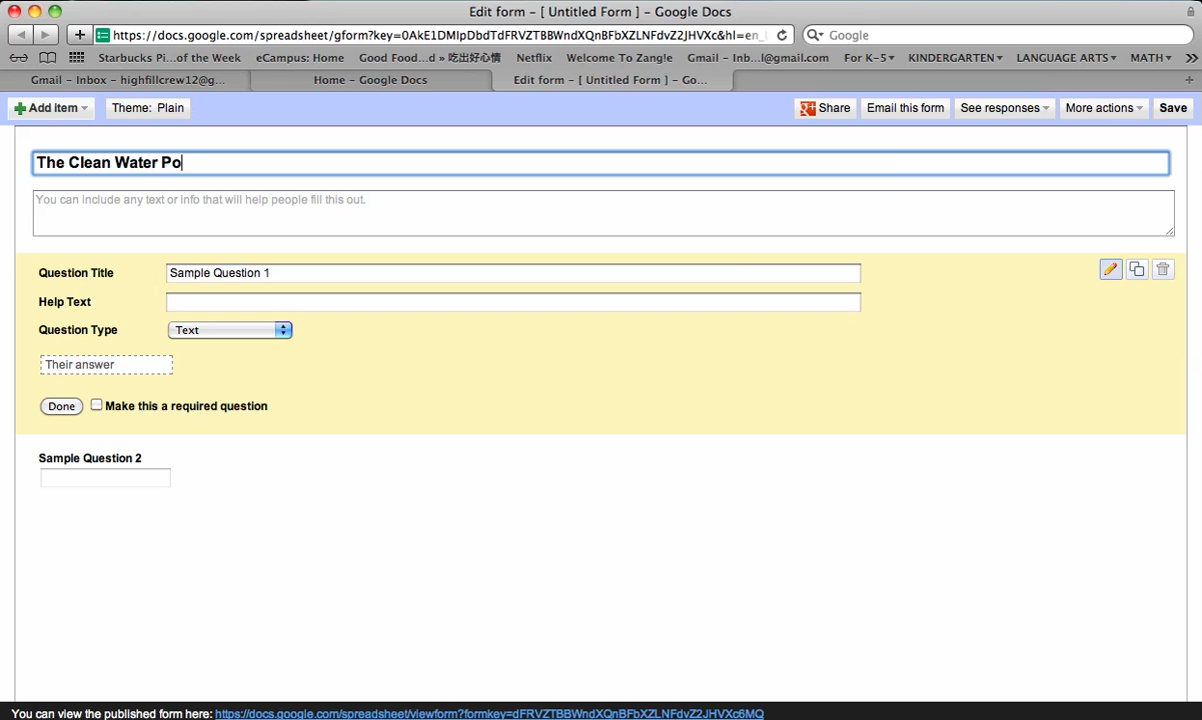 Edit form – [ Untitled Form ] – Google Docs
https://docs.google.com/spreadsheet/gform?key=0AkE1DMIpDbdTdFRVZTBBWndXQnBFbXZLNFdvZ2JHVXc&hl=en_ Google
Starbucks Pi...of the Week eCampus: Home Good Food...d » 吃出好心情 Netflix Welcome To Zangle Gmail – Inb...l@gmail.com For K–5 KINDERGARTEN LANGUAGE ARTS MATH »
Gmail – Inbox – highfillcrew12@g... Home – Google Docs Edit form – [ Untitled Form ] – Go...
Add item Theme: Plain Share Email this form See responses More actions Save
The Clean Water Po
You can include any text or info that will help people fill this out.
Question Title Sample Question 1
Help Text
Question Type Text
Their answer
Done Make this a required question
Sample Question 2
You can view the published form here: https://docs.google.com/spreadsheet/viewform?formkey=dFRVZTBBWndXQnBFbXZLNFdvZ2JHVXc6MQ